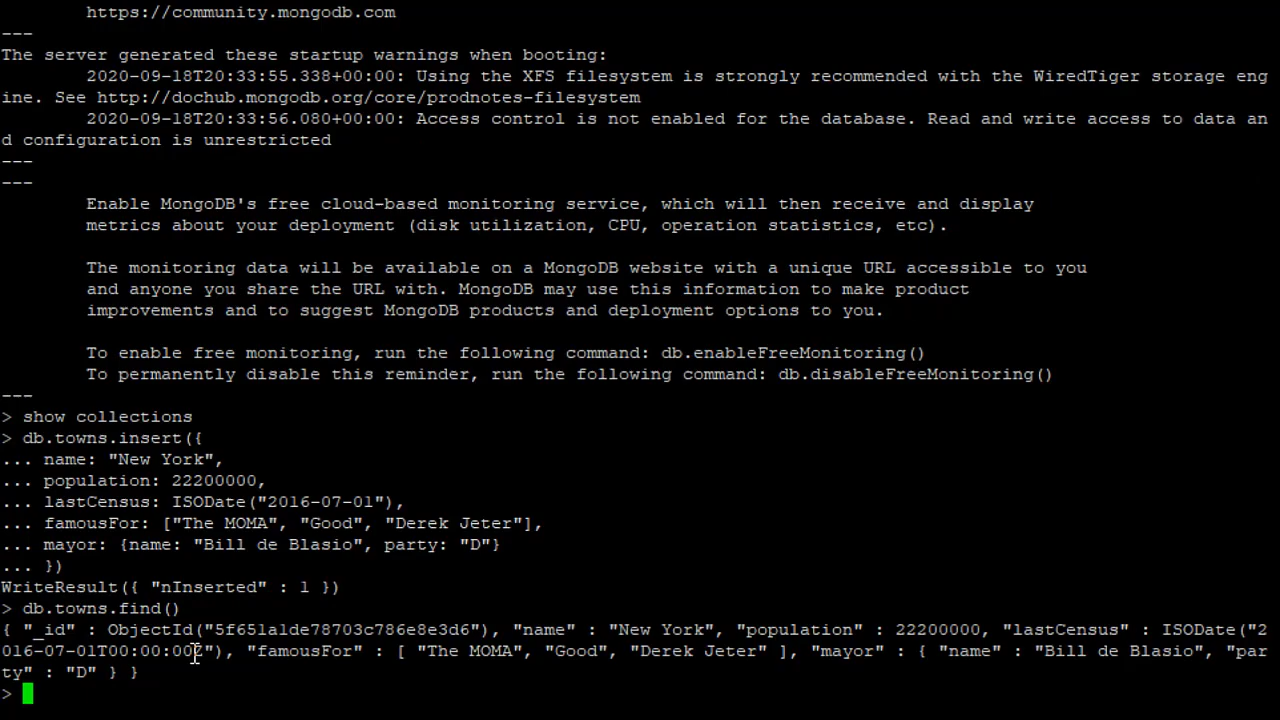 https://community.mongodb.com
---
The server generated these startup warnings when booting:
2020-09-18T20:33:55.338+00:00: Using the XFS filesystem is strongly recommended with the WiredTiger storage eng
ine. See http://dochub.mongodb.org/core/prodnotes-filesystem
2020-09-18T20:33:56.080+00:00: Access control is not enabled for the database. Read and write access to data an
d configuration is unrestricted
---
---
Enable MongoDB's free cloud-based monitoring service, which will then receive and display
metrics about your deployment (disk utilization, CPU, operation statistics, etc).
The monitoring data will be available on a MongoDB website with a unique URL accessible to you
and anyone you share the URL with. MongoDB may use this information to make product
improvements and to suggest MongoDB products and deployment options to you.
To enable free monitoring, run the following command: db.enableFreeMonitoring()
To permanently disable this reminder, run the following command: db.disableFreeMonitoring()
---
> show collections
> db.towns.insert({
... name: "New York",
... population: 22200000,
... lastCensus: ISODate("2016-07-01"),
... famousFor: ["The MOMA", "Good", "Derek Jeter"],
... mayor: {name: "Bill de Blasio", party: "D"}
... })
WriteResult({ "nInserted" : 1 })
> db.towns.find()
{ "_id" : ObjectId("5f651a1de78703c786e8e3d6"), "name" : "New York", "population" : 22200000, "lastCensus" : ISODate("2
016-07-01T00:00:00Z"), "famousFor" : [ "The MOMA", "Good", "Derek Jeter" ], "mayor" : { "name" : "Bill de Blasio", "par
ty" : "D" } }
>